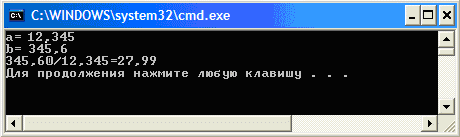 C:\WINDOWS\system32\cmd.exe
a= 12,345
b= 345,6
345,60/12,345=27,99
Для продолжения нажмите любую клавишу . . .